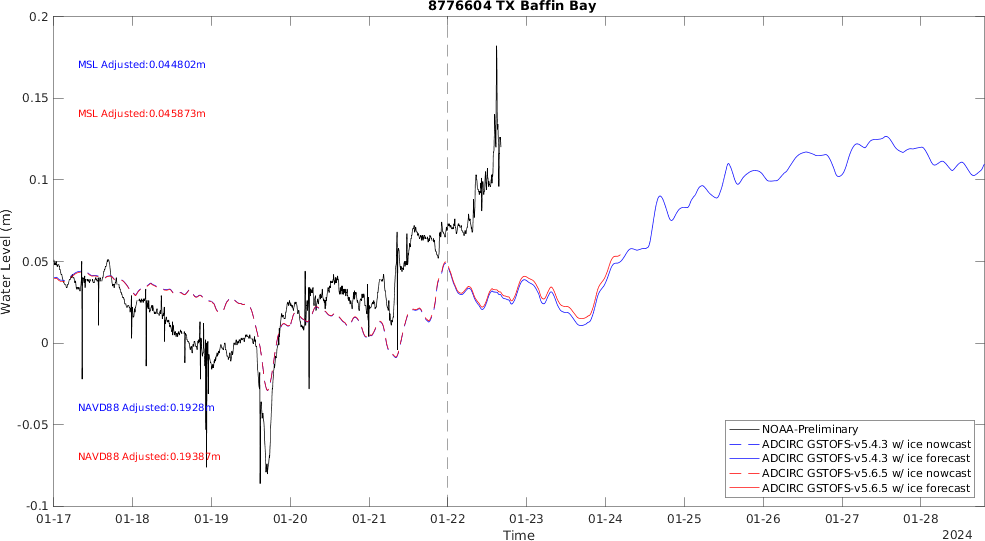 8776604 TX Baffin Bay
0.2
0.15
0.1
0.05
0
-0.05
-0.1
Water Level (m)
MSL Adjusted:0.044802m
MSL Adjusted:0.045873m
NAVD88 Adjusted:0.1928m
NAVD88 Adjusted:0.19387m
NOAA-Preliminary
ADCIRC GSTOFS-v5.4.3 w/ ice nowcast
ADCIRC GSTOFS-v5.4.3 w/ ice forecast
ADCIRC GSTOFS-v5.6.5 w/ ice nowcast
ADCIRC GSTOFS-v5.6.5 w/ ice forecast
01-17 01-18 01-19 01-20 01-21 01-22 01-23 01-24 01-25 01-26 01-27 01-28
Time
2024